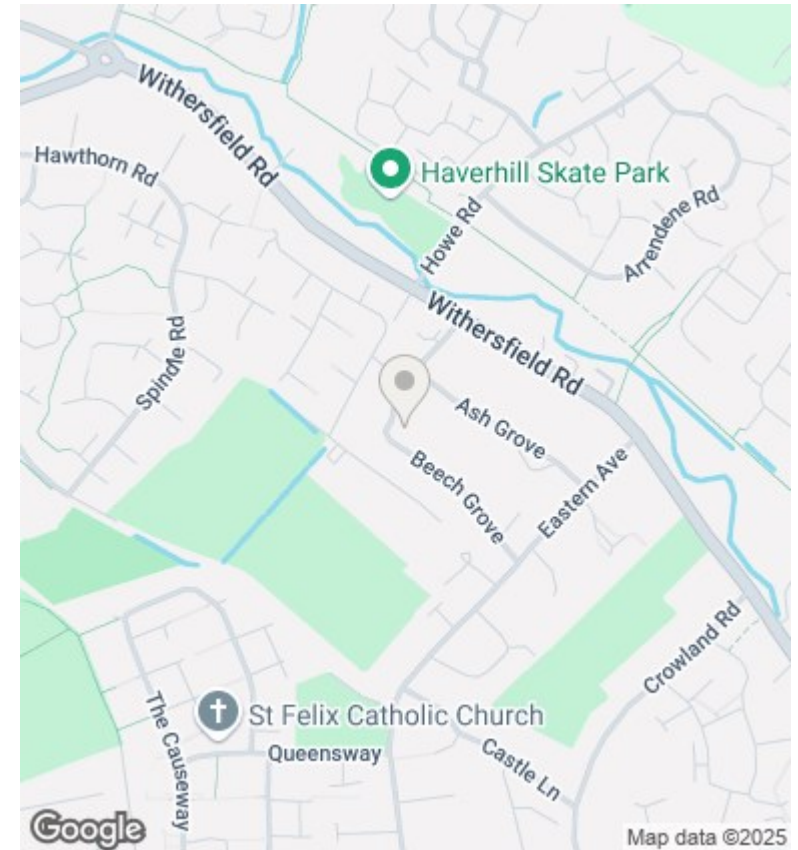 Withersfield Rd
Hawthorn Rd
Haverhill Skate Park
Howe Rd
Arrendene Rd
Withersfield Rd
Spindle Rd
Ash Grove
Beech Grove
Eastern Ave
Crowland Rd
St Felix Catholic Church
The Causeway
Queensway
Castle Ln
Google
Map data ©2025